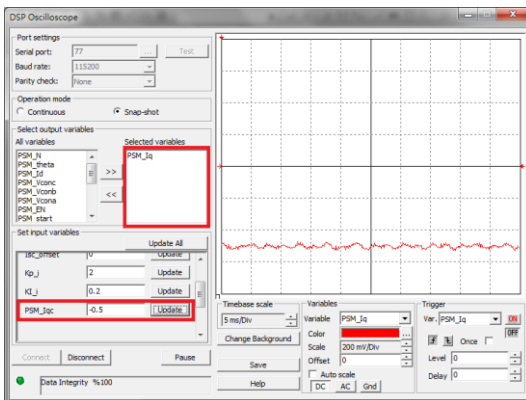 DSP Oscilloscope
Port settings
Serial port: 77 ... Test
Baud rate: 115200
Parity check: None
Operation mode
Continuous Snap-shot
Select output variables
All variables Selected variables
PSM_N PSM_Iq
PSM_theta
PSM_Id
PSM_Vconc
PSM_Vconb
PSM_Vcona
PSM_EN
PSM start
>>
<<
Set input variables
Update All
Isc_offset 0 Update
Kp_i 2 Update
KI_i 0.2 Update
PSM_Iqc -0.5 Update
Connect Disconnect Pause
Data Integrity %100
Timebase scale
5 ms/Div
Change Background
Save
Help
Variables
Variable PSM_Iq
Color ...
Scale 200 mV/Div
Offset 0
Auto scale
DC AC Gnd
Trigger
Var. PSM_Iq ON
OFF
Once
Level 0
Delay 0